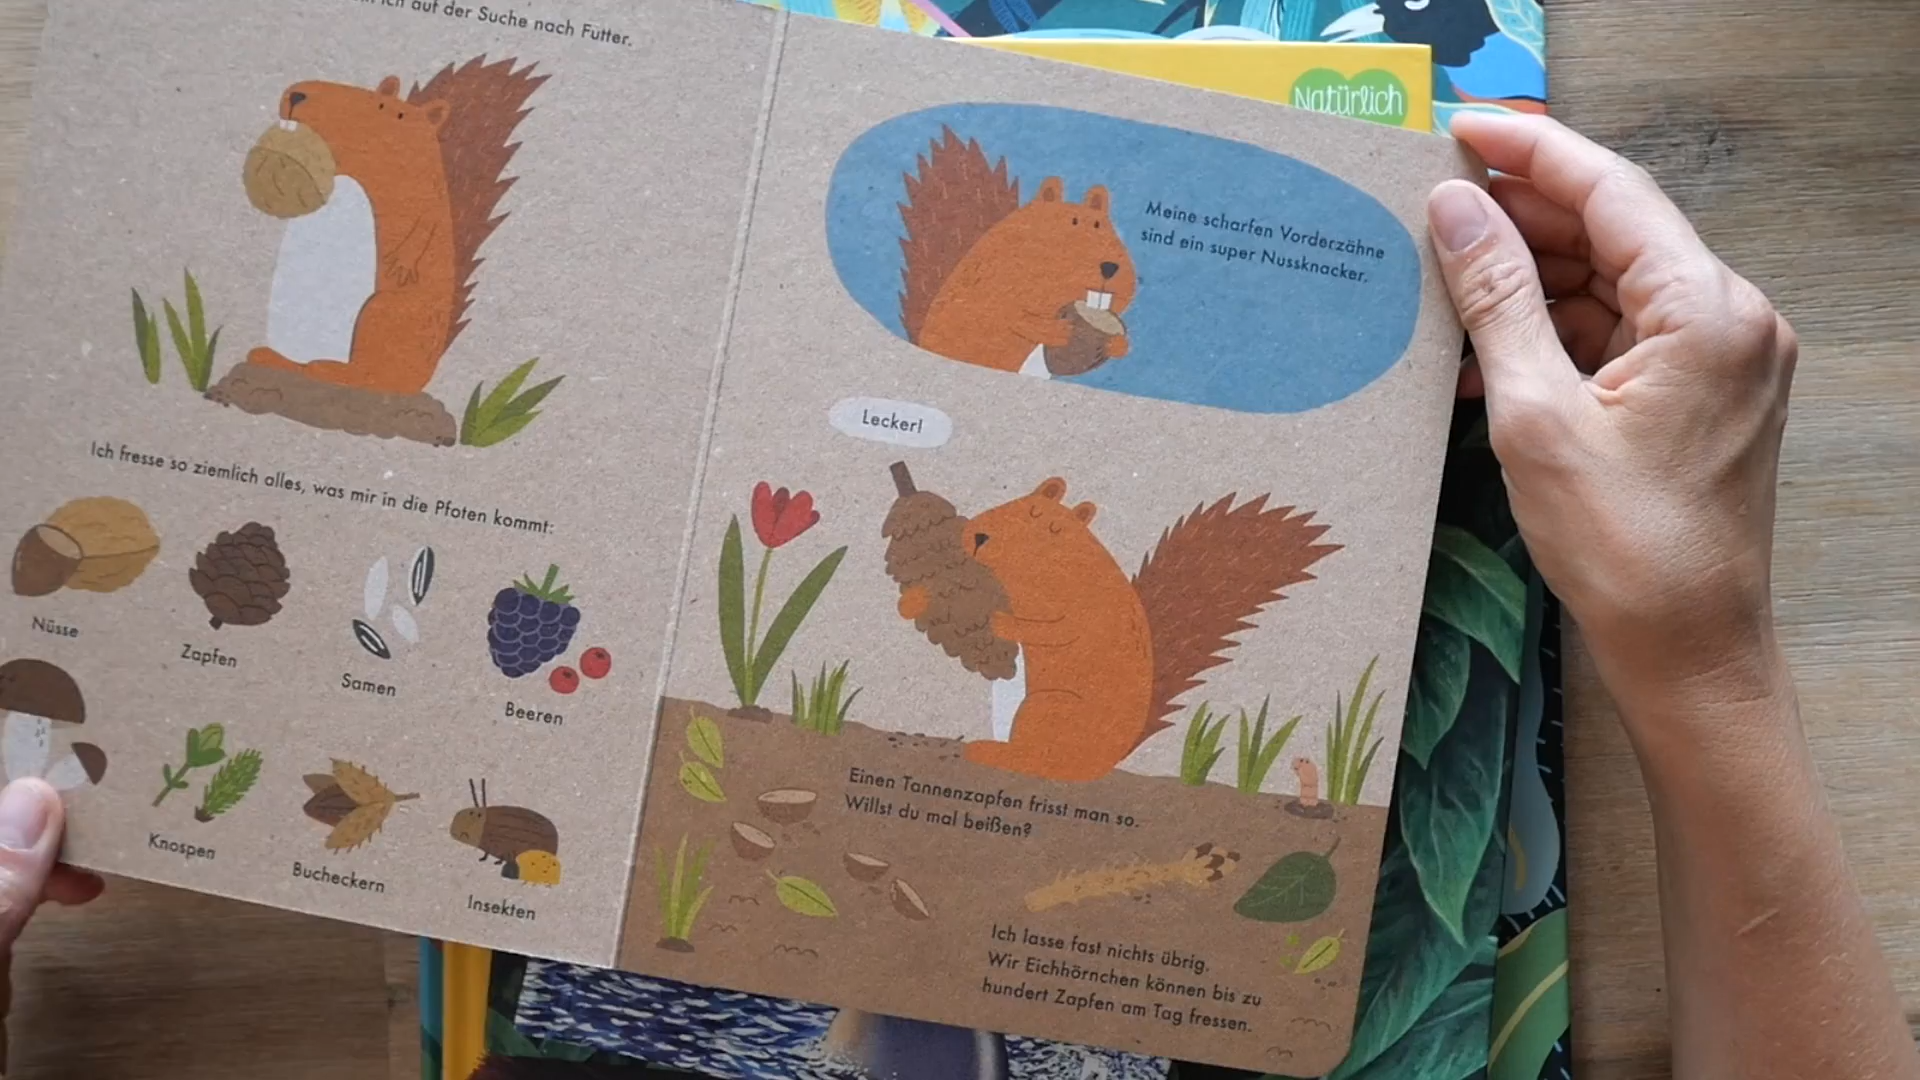 ich auf der Suche nach Futter.
Ich fresse so ziemlich alles, was mir in die Pfoten kommt:
Nüsse
Zapfen
Samen
Beeren
Knospen
Bucheckern
Insekten
Natürlich
Meine scharfen Vorderzähne
sind ein super Nussknacker.
Lecker!
Einen Tannenzapfen frisst man so.
Willst du mal beißen?
Ich lasse fast nichts übrig.
Wir Eichhörnchen können bis zu
hundert Zapfen am Tag fressen.